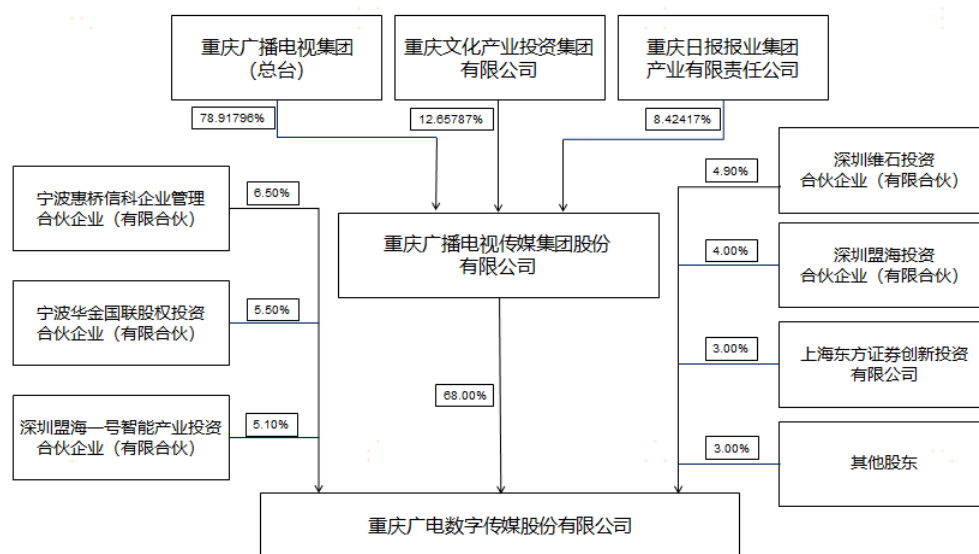 重庆广播电视集团
（总台）
重庆文化产业投资集团
有限公司
重庆日报报业集团
产业有限责任公司
78.91796%
12.65787%
8.42417%
宁波惠桥信科企业管理
合伙企业（有限合伙）
6.50%
4.90%
深圳维石投资
合伙企业（有限合伙）
重庆广播电视传媒集团股份
有限公司
4.00%
深圳盟海投资
合伙企业（有限合伙）
宁波华金国联股权投资
合伙企业（有限合伙）
5.50%
3.00%
上海东方证券创新投资
有限公司
68.00%
深圳盟海一号智能产业投资
合伙企业（有限合伙）
5.10%
3.00%
其他股东
重庆广电数字传媒股份有限公司